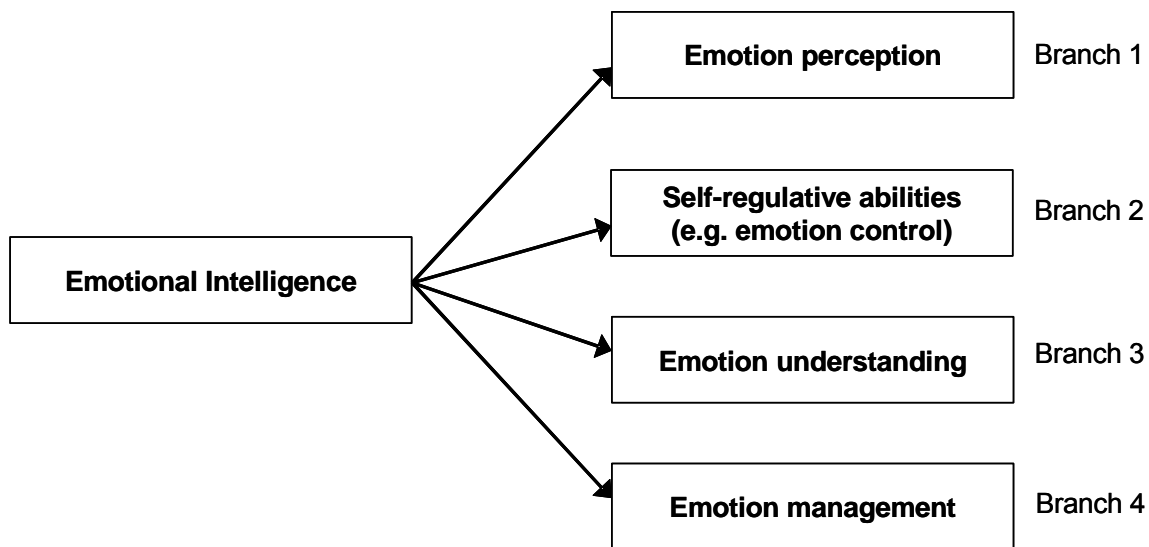 Emotion perception
Branch 1
Self-regulative abilities
(e.g. emotion control)
Branch 2
Emotional Intelligence
Emotion understanding
Branch 3
Emotion management
Branch 4